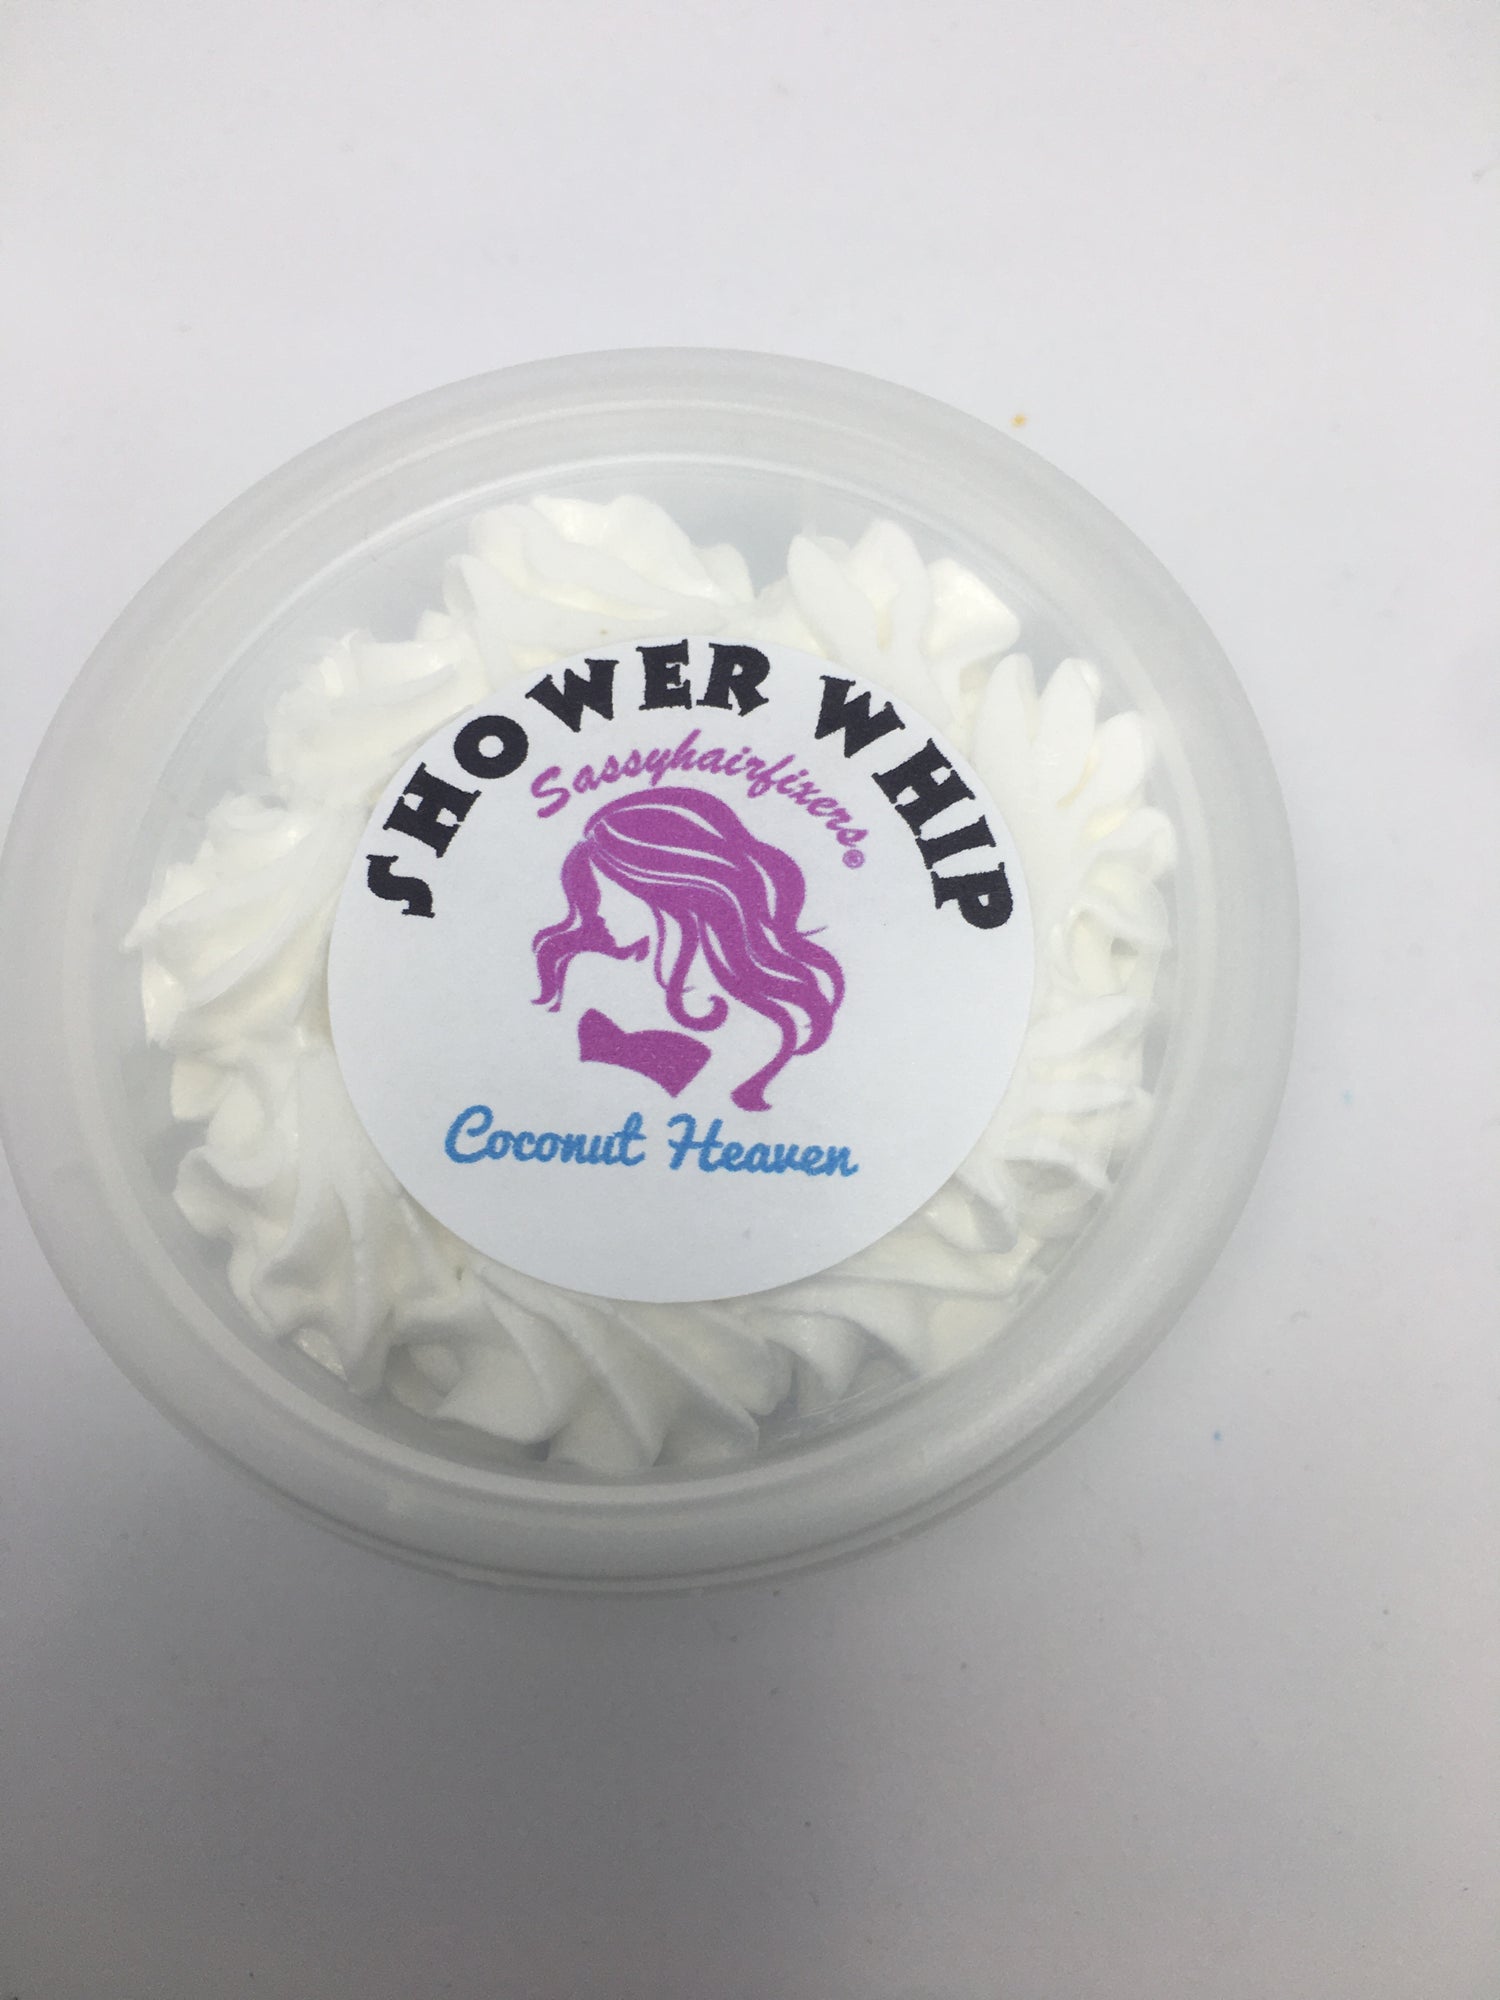 SHOWER WHIP
Sassyhairfixers®
Coconut Heaven